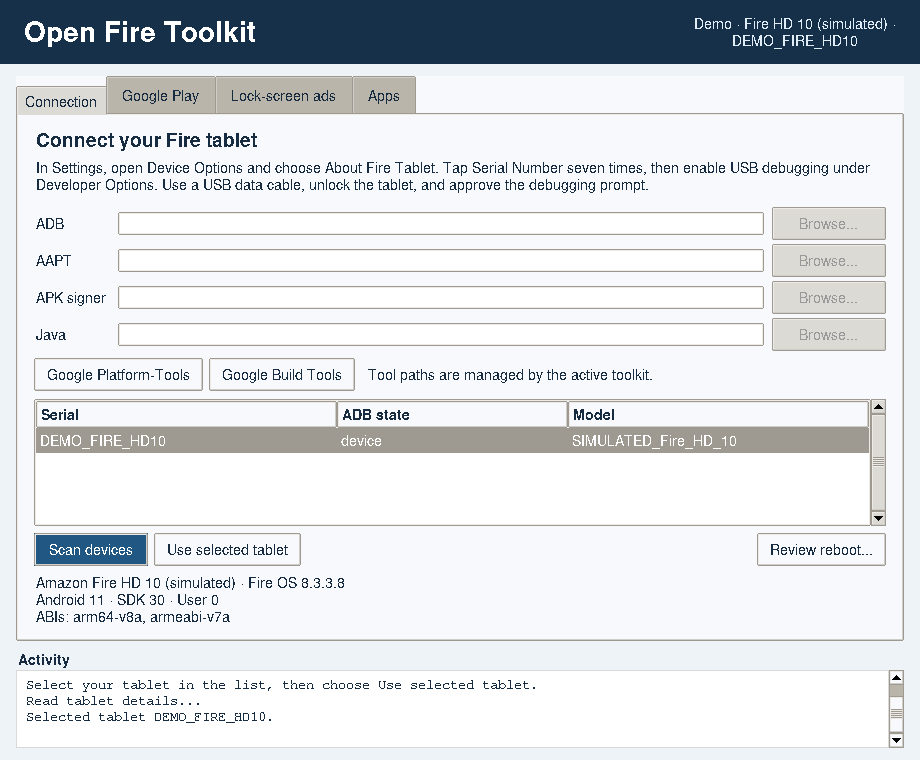 Open Fire Toolkit
Demo · Fire HD 10 (simulated) ·
DEMO_FIRE_HD10
Connection
Google Play
Lock-screen ads
Apps
Connect your Fire tablet
In Settings, open Device Options and choose About Fire Tablet. Tap Serial Number seven times, then enable USB debugging under
Developer Options. Use a USB data cable, unlock the tablet, and approve the debugging prompt.
ADB
Browse...
AAPT
Browse...
APK signer
Browse...
Java
Browse...
Google Platform-Tools
Google Build Tools
Tool paths are managed by the active toolkit.
Serial
ADB state
Model
DEMO_FIRE_HD10
device
SIMULATED_Fire_HD_10
Scan devices
Use selected tablet
Review reboot...
Amazon Fire HD 10 (simulated) · Fire OS 8.3.3.8
Android 11 · SDK 30 · User 0
ABIs: arm64-v8a, armeabi-v7a
Activity
Select your tablet in the list, then choose Use selected tablet.
Read tablet details...
Selected tablet DEMO_FIRE_HD10.